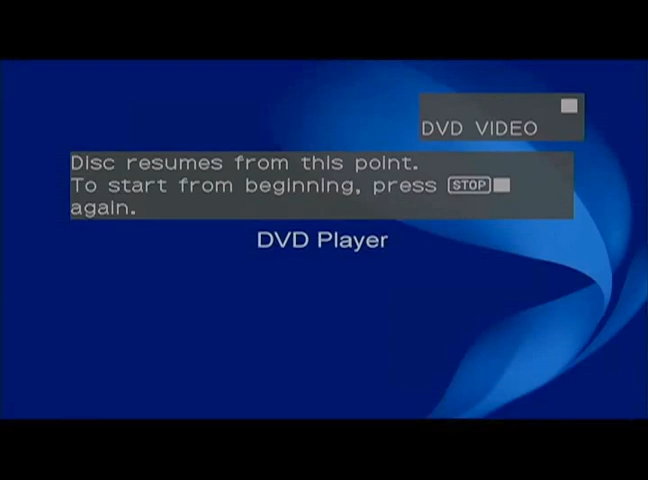 DVD VIDEO
Disc resumes from this point.
To start from beginning, press STOP
again.
DVD Player